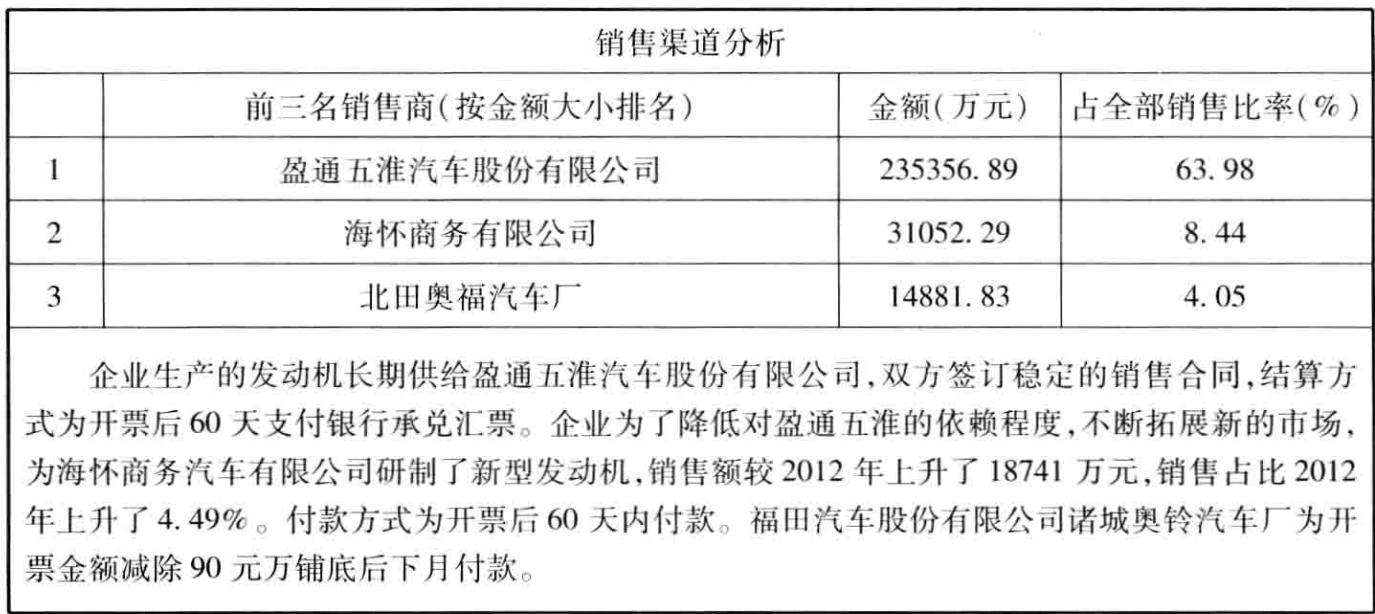 销售渠道分析
前三名销售商(按金额大小排名) 金额(万元) 占全部销售比率(%)
1 盈通五淮汽车股份有限公司 235356.89 63.98
2 海怀商务有限公司 31052.29 8.44
3 北田奥福汽车厂 14881.83 4.05
企业生产的发动机长期供给盈通五淮汽车股份有限公司,双方签订稳定的销售合同,结算方
式为开票后60天支付银行承兑汇票。企业为了降低对盈通五淮的依赖程度,不断拓展新的市场,
为海怀商务汽车有限公司研制了新型发动机,销售额较2012年上升了18741万元,销售占比2012
年上升了4.49%。付款方式为开票后60天内付款。福田汽车股份有限公司诸城奥铃汽车厂为开
票金额减除90元万铺底后下月付款。